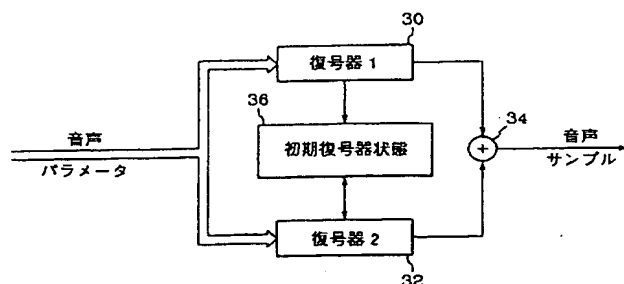 30
復号器 1
36
34
音声
音声
初期復号器状態
+
パラメータ
サンプル
復号器 2
32